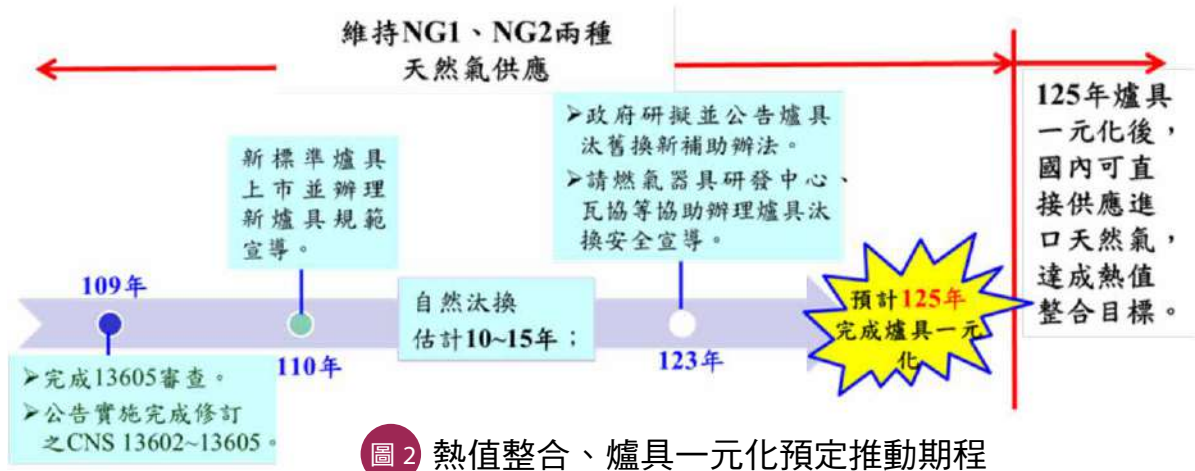 維持NG1、NG2兩種
天然氣供應
125年爐具
一元化後，
國內可直
接供應進
口天然氣，
達成熱值
整合目標。
➢政府研擬並公告爐具
汰舊換新補助辦法。
➢請燃氣器具研發中心、
瓦協等協助辦理爐具汰
換安全宣導。
新標準爐具
上市並辦理
新爐具規範
宣導。
109年
自然汰換
估計10~15年；
預計125年
完成爐具一元
化
110年
123年
➢完成13605審查。
➢公告實施完成修訂
之CNS 13602~13605。
圖2 熱值整合、爐具一元化預定推動期程